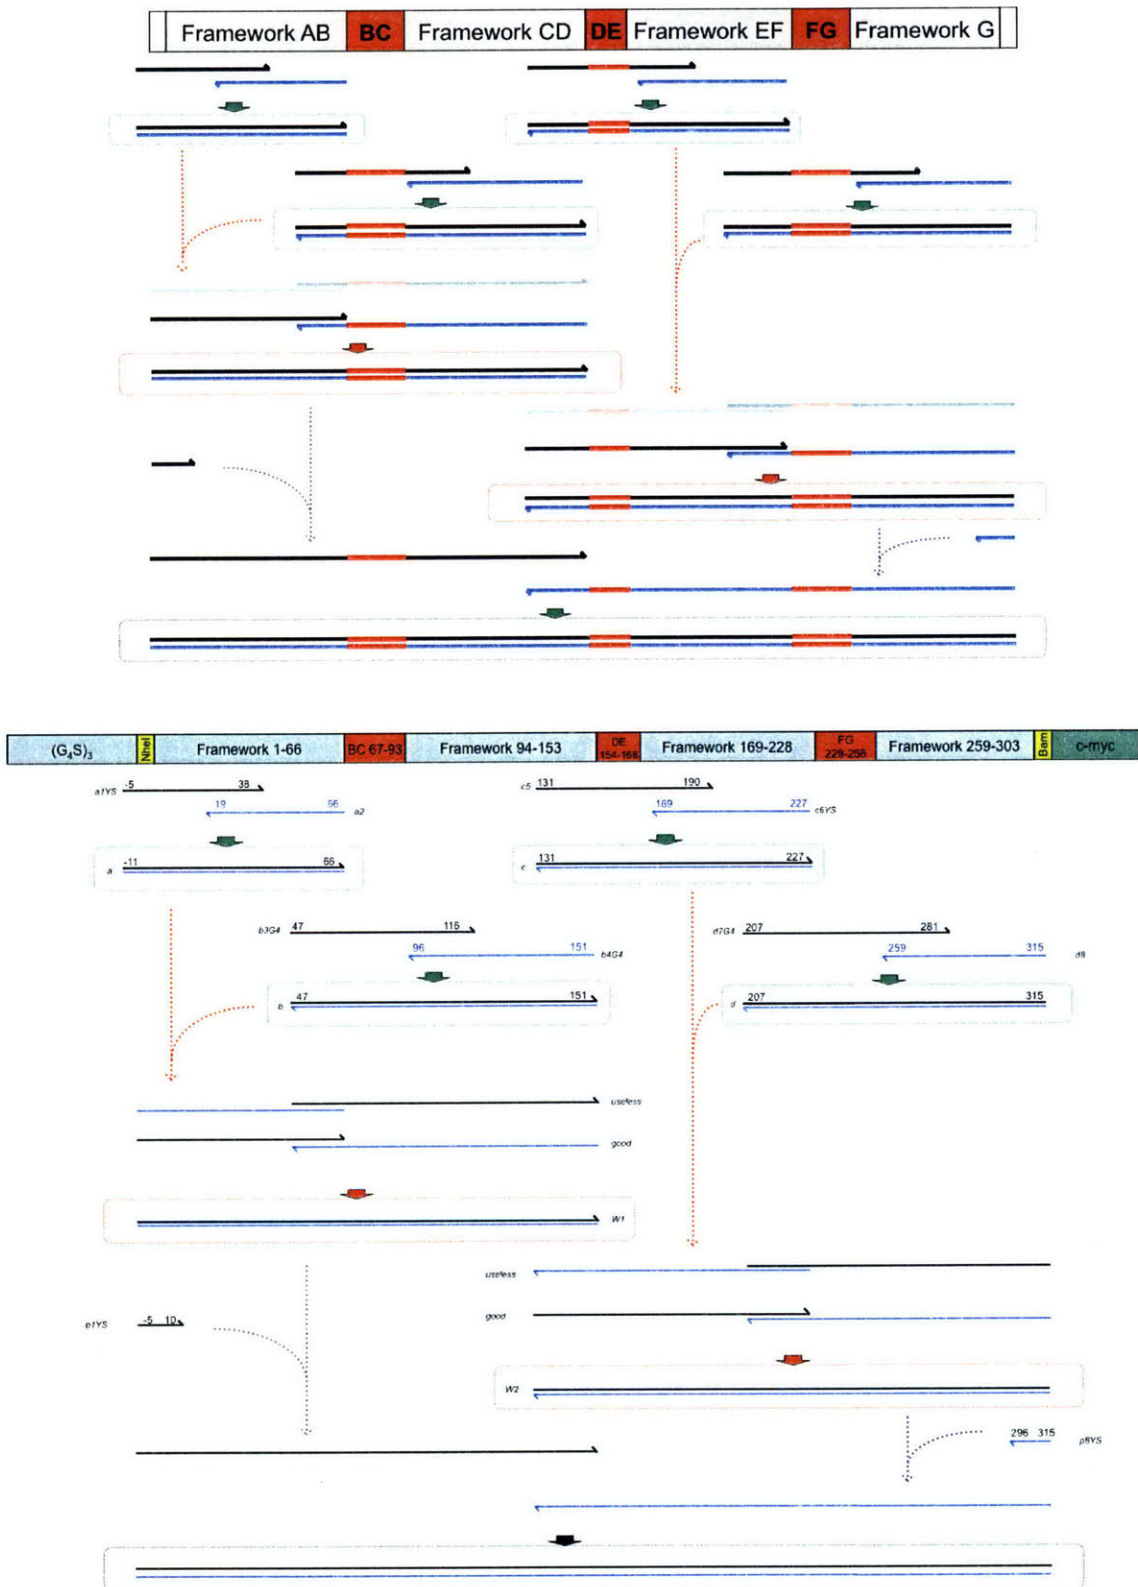 Framework AB BC Framework CD DE Framework EF FG Framework G
(G4S)3 NheI Framework 1-66 BC 67-93 Framework 94-153 DE 154-168 Framework 169-228 FG 229-258 Framework 259-303 Bam c-myc
a1YS -5 38
19 66 a2
c5 131 190
169 227 c6YS
a -11 66
c 131 227
b3G4 47 116
96 151 b4G4
d7G4 207 281
259 315 d8
b 47 151
d 207 315
useless
good
W1
useless
good
p1YS -5 10
W2
296 315 p8YS